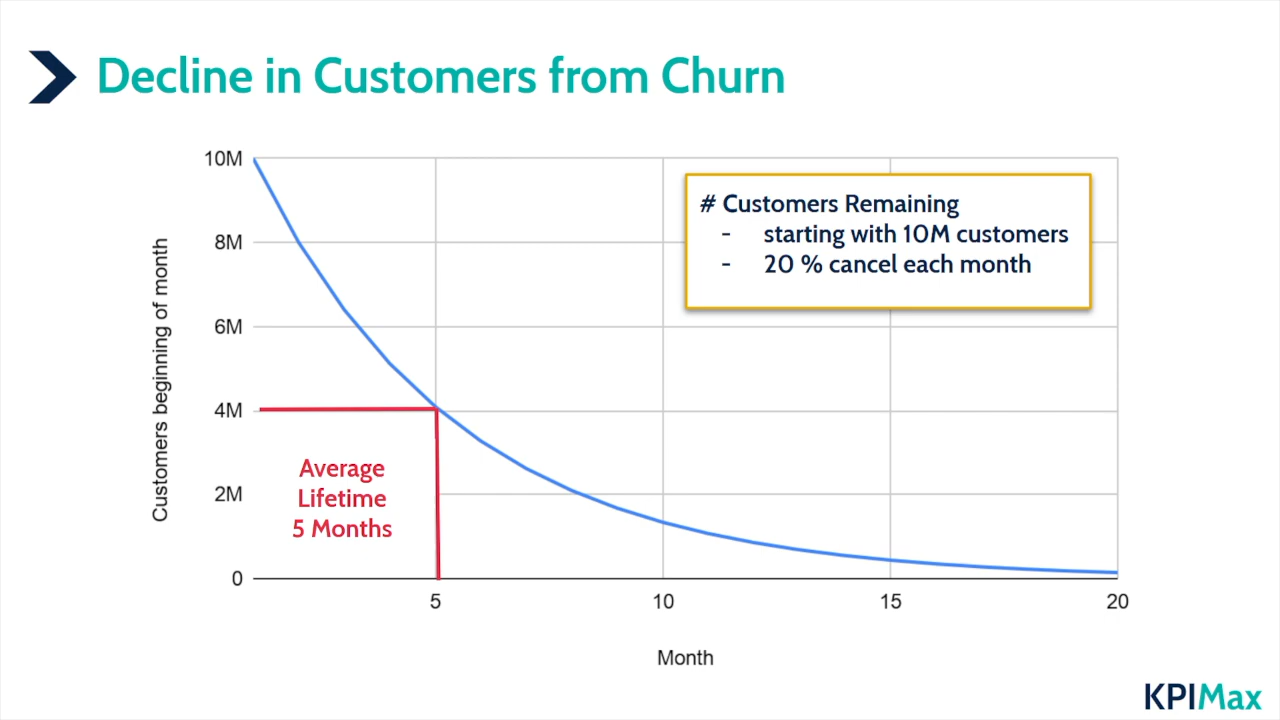 Decline in Customers from Churn
10M
8M
6M
4M
2M
0
Customers beginning of month
# Customers Remaining
- starting with 10M customers
- 20 % cancel each month
Average
Lifetime
5 Months
5 10 15 20
Month
KPIMax